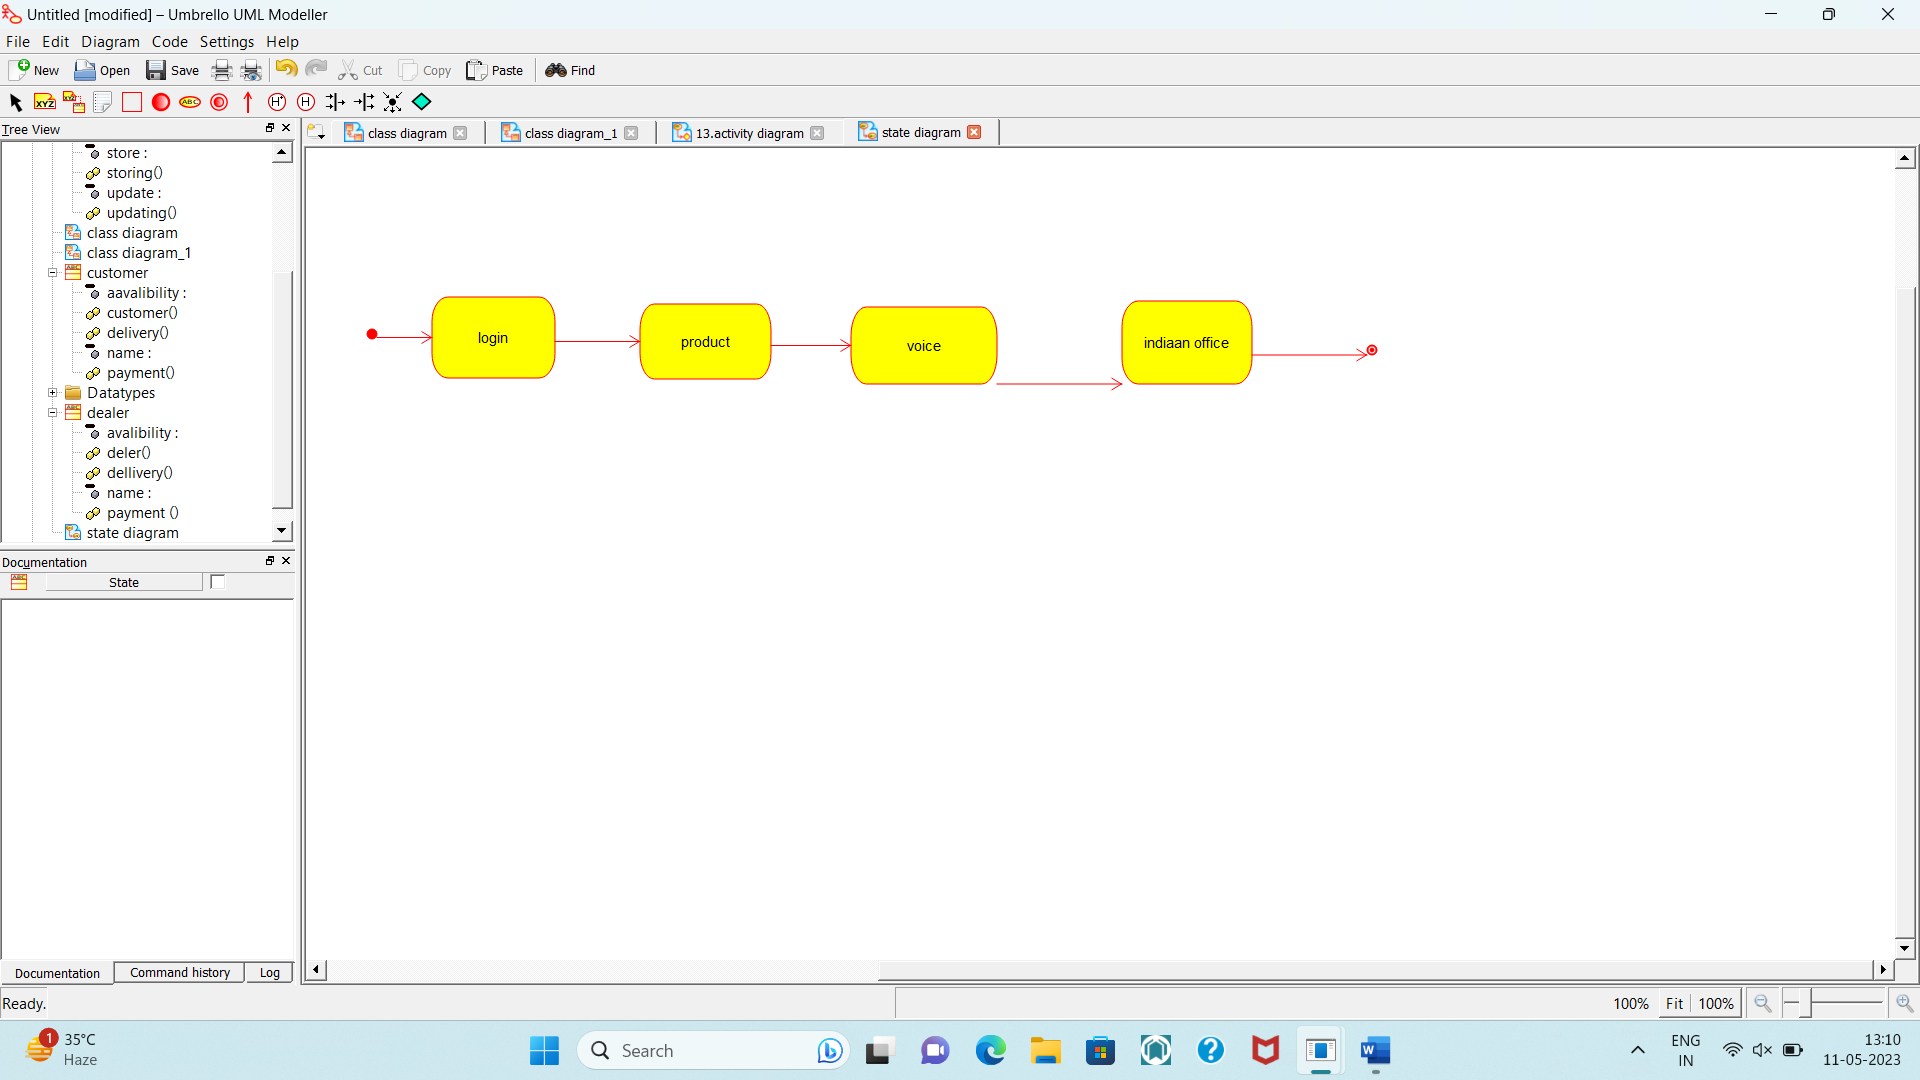 Untitled [modified] – Umbrello UML Modeller
File Edit Diagram Code Settings Help
New Open Save Cut Copy Paste Find
XYZ XYZ ABC H* H
Tree View
class diagram class diagram_1 13.activity diagram state diagram
store :
storing()
update :
updating()
class diagram
class diagram_1
customer
aavalibility :
customer()
delivery()
name :
payment()
Datatypes
dealer
avalibility :
deler()
dellivery()
name :
payment ()
state diagram
login
product
voice
indiaan office
Documentation
State
Documentation Command history Log
Ready.
100% Fit 100%
1
35°C
Haze
Search
W
ENG
IN
13:10
11-05-2023